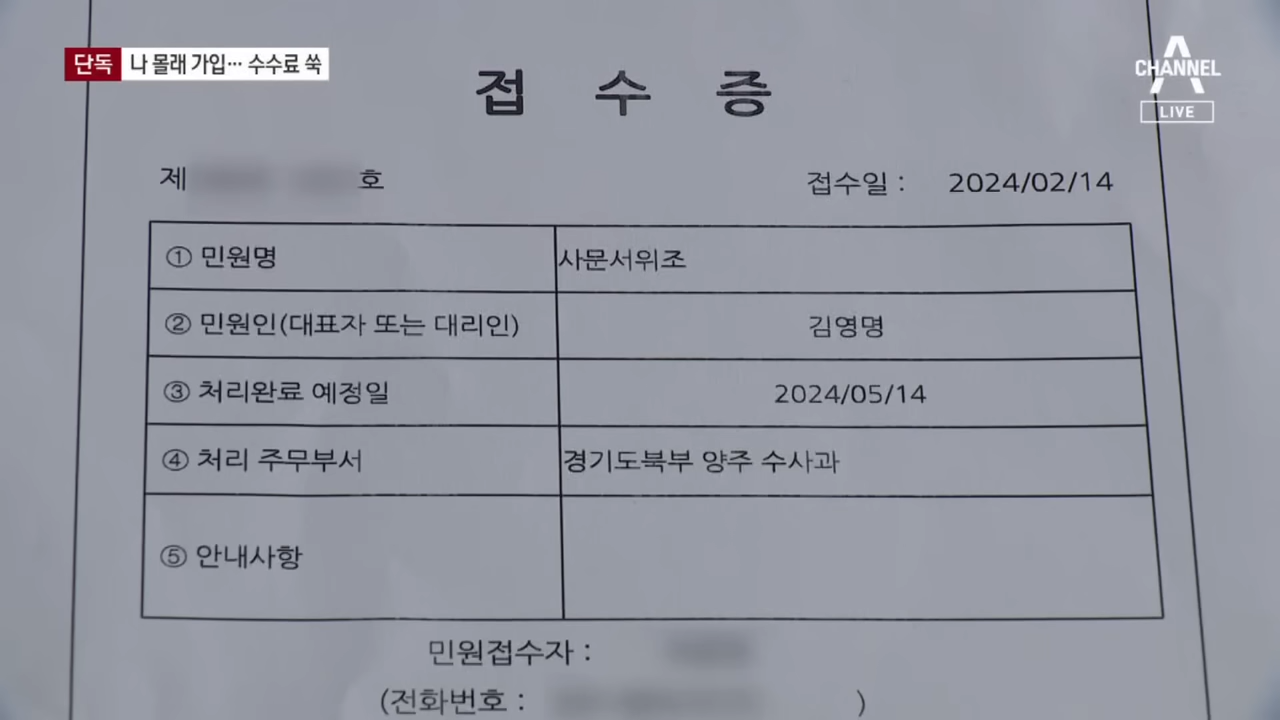 단독 나 몰래 가입… 수수료 쑥
CHANNEL A
LIVE
접 수 증
제 호
접수일 : 2024/02/14
① 민원명 사문서위조
② 민원인(대표자 또는 대리인) 김영명
③ 처리완료 예정일 2024/05/14
④ 처리 주무부서 경기도북부 양주 수사과
⑤ 안내사항
민원접수자 :
(전화번호 : )